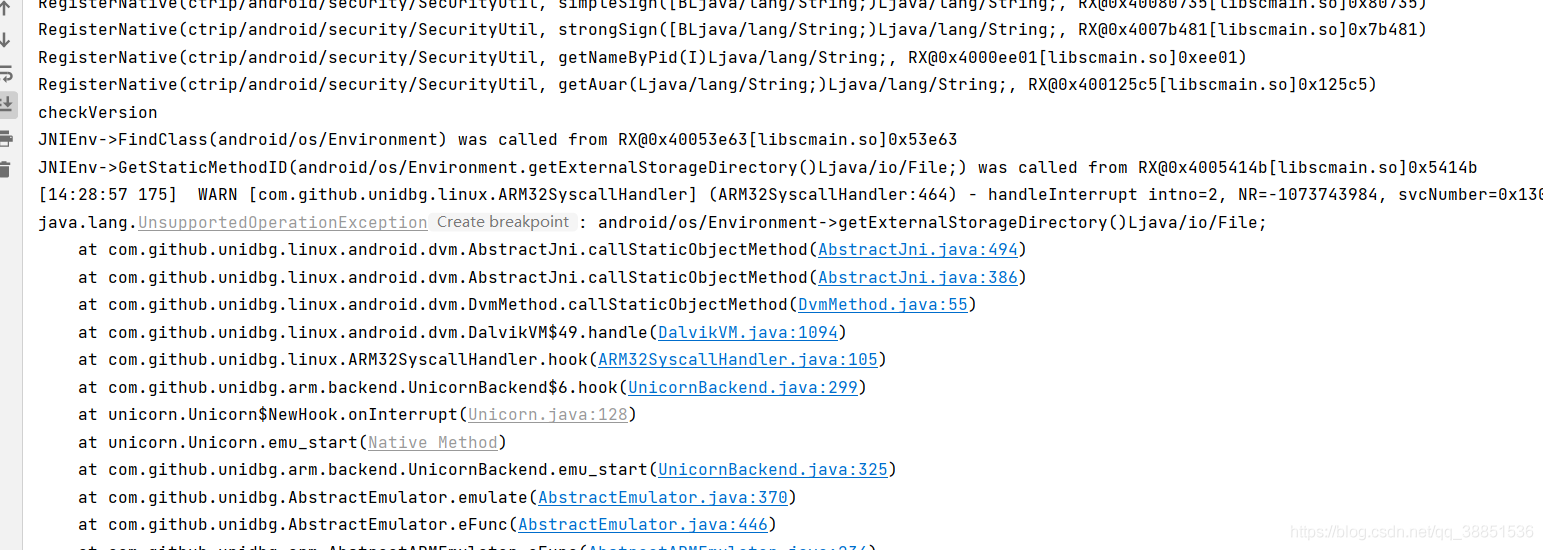 RegisterNative(ctrip/android/security/SecurityUtil, simpleSign([BLjava/lang/String;)Ljava/lang/String;, RX@0x40080735[libscmain.so]0x80735)
RegisterNative(ctrip/android/security/SecurityUtil, strongSign([BLjava/lang/String;)Ljava/lang/String;, RX@0x4007b481[libscmain.so]0x7b481)
RegisterNative(ctrip/android/security/SecurityUtil, getNameByPid(I)Ljava/lang/String;, RX@0x4000ee01[libscmain.so]0xee01)
RegisterNative(ctrip/android/security/SecurityUtil, getAuar(Ljava/lang/String;)Ljava/lang/String;, RX@0x400125c5[libscmain.so]0x125c5)
checkVersion
JNIEnv->FindClass(android/os/Environment) was called from RX@0x40053e63[libscmain.so]0x53e63
JNIEnv->GetStaticMethodID(android/os/Environment.getExternalStorageDirectory()Ljava/io/File;) was called from RX@0x4005414b[libscmain.so]0x5414b
[14:28:57 175]  WARN [com.github.unidbg.linux.ARM32SyscallHandler] (ARM32SyscallHandler:464) - handleInterrupt intno=2, NR=-1073743984, svcNumber=0x130
java.lang.UnsupportedOperationException Create breakpoint : android/os/Environment->getExternalStorageDirectory()Ljava/io/File;
at com.github.unidbg.linux.android.dvm.AbstractJni.callStaticObjectMethod(AbstractJni.java:494)
at com.github.unidbg.linux.android.dvm.AbstractJni.callStaticObjectMethod(AbstractJni.java:386)
at com.github.unidbg.linux.android.dvm.DvmMethod.callStaticObjectMethod(DvmMethod.java:55)
at com.github.unidbg.linux.android.dvm.DalvikVM$49.handle(DalvikVM.java:1094)
at com.github.unidbg.linux.ARM32SyscallHandler.hook(ARM32SyscallHandler.java:105)
at com.github.unidbg.arm.backend.UnicornBackend$6.hook(UnicornBackend.java:299)
at unicorn.Unicorn$NewHook.onInterrupt(Unicorn.java:128)
at unicorn.Unicorn.emu_start(Native Method)
at com.github.unidbg.arm.backend.UnicornBackend.emu_start(UnicornBackend.java:325)
at com.github.unidbg.AbstractEmulator.emulate(AbstractEmulator.java:370)
at com.github.unidbg.AbstractEmulator.eFunc(AbstractEmulator.java:446)
at com.github.unidbg.arm.AbstractARMEmulator.eFunc(AbstractARMEmulator.java:234)
https://blog.csdn.net/qq_38851536